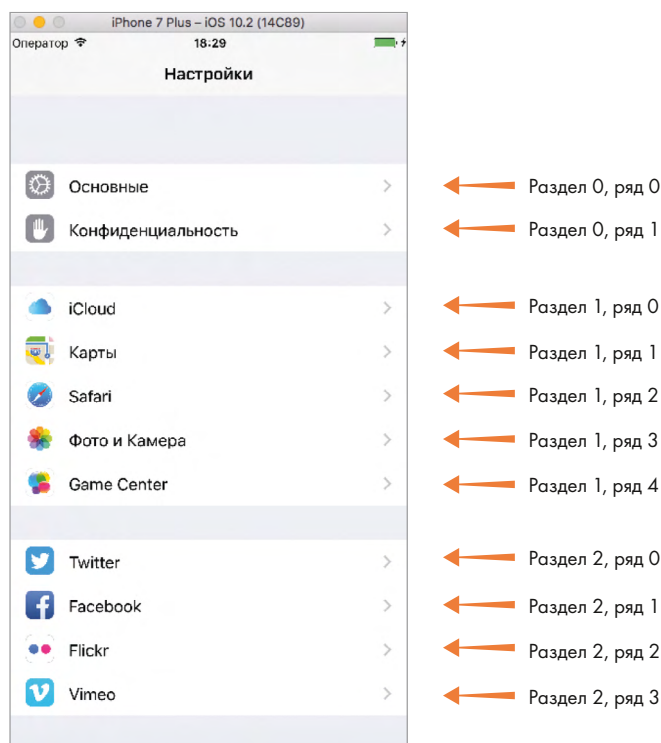 iPhone 7 Plus – iOS 10.2 (14C89)
Оператор 18:29
Настройки
Основные Раздел 0, ряд 0
Конфиденциальность Раздел 0, ряд 1
iCloud Раздел 1, ряд 0
Карты Раздел 1, ряд 1
Safari Раздел 1, ряд 2
Фото и Камера Раздел 1, ряд 3
Game Center Раздел 1, ряд 4
Twitter Раздел 2, ряд 0
Facebook Раздел 2, ряд 1
Flickr Раздел 2, ряд 2
Vimeo Раздел 2, ряд 3